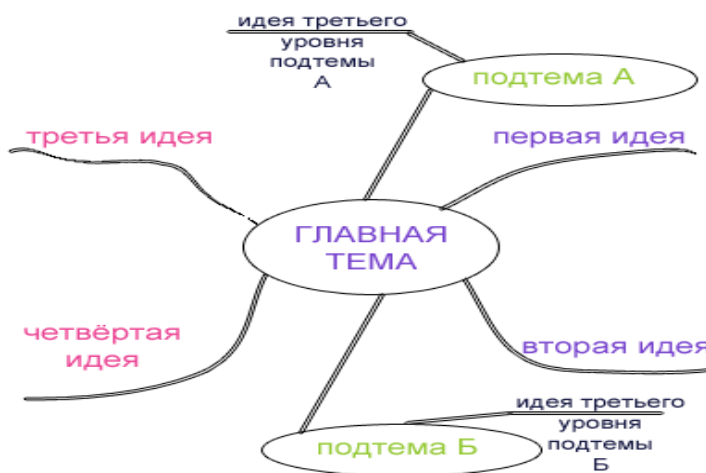 идея третьего
уровня
подтемы
А
подтема А
третья идея
первая идея
ГЛАВНАЯ
ТЕМА
четвёртая
идея
вторая идея
идея третьего
уровня
подтемы
Б
подтема Б